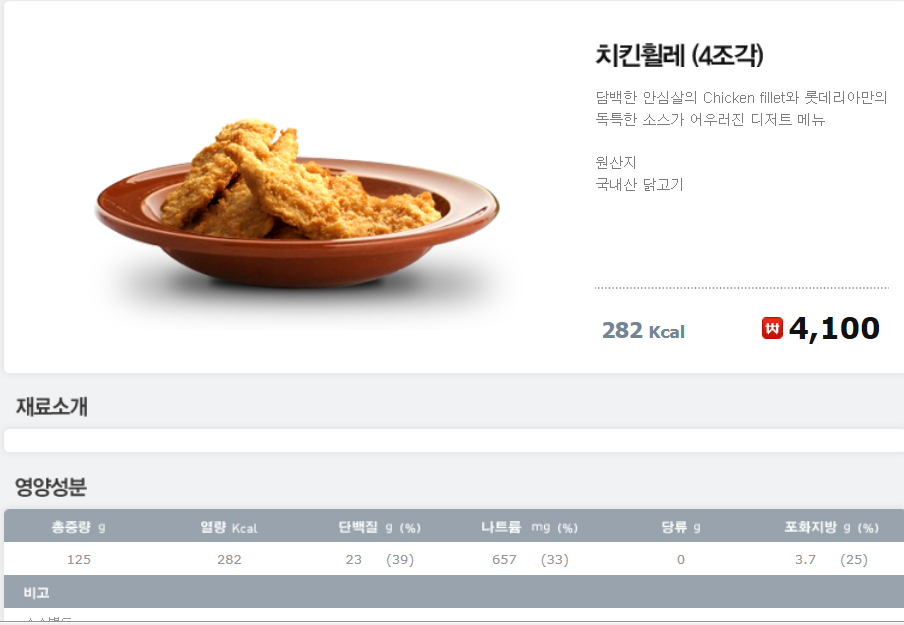 치킨휠레 (4조각)
담백한 안심살의 Chicken fillet와 롯데리아만의
독특한 소스가 어우러진 디저트 메뉴
원산지
국내산 닭고기
282 Kcal
₩ 4,100
재료소개
영양성분
총중량 g 열량 Kcal 단백질 g (%) 나트륨 mg (%) 당류 g 포화지방 g (%)
125 282 23 (39) 657 (33) 0 3.7 (25)
비고